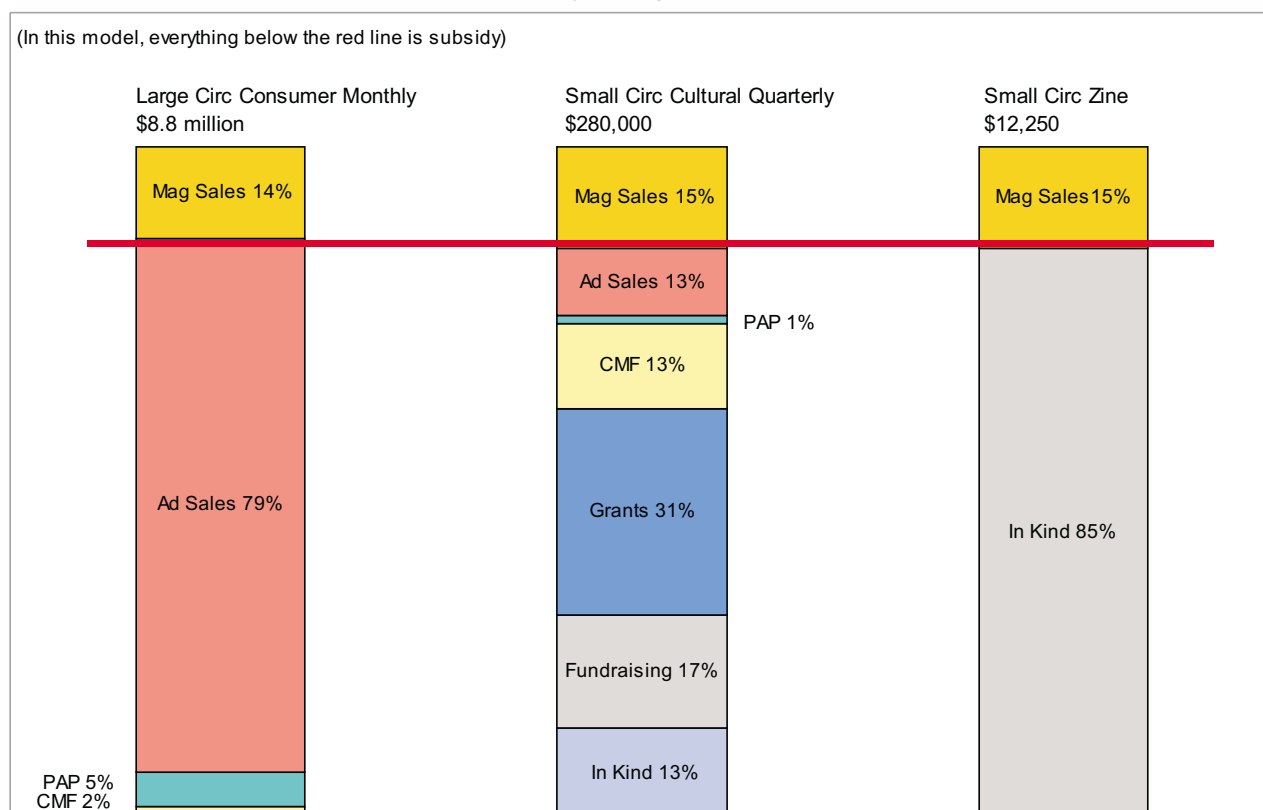 (In this model, everything below the red line is subsidy)
Large Circ Consumer Monthly
$8.8 million
Mag Sales 14%
Ad Sales 79%
PAP 5%
CMF 2%
Small Circ Cultural Quarterly
$280,000
Mag Sales 15%
Ad Sales 13%
PAP 1%
CMF 13%
Grants 31%
Fundraising 17%
In Kind 13%
Small Circ Zine
$12,250
Mag Sales15%
In Kind 85%